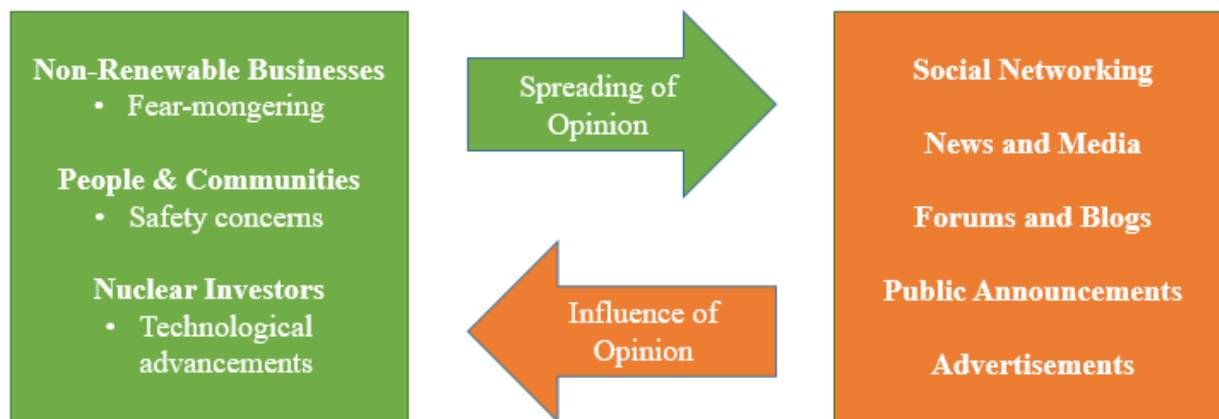 Non-Renewable Businesses
• Fear-mongering
People & Communities
• Safety concerns
Nuclear Investors
• Technological
advancements
Spreading of
Opinion
Influence of
Opinion
Social Networking
News and Media
Forums and Blogs
Public Announcements
Advertisements